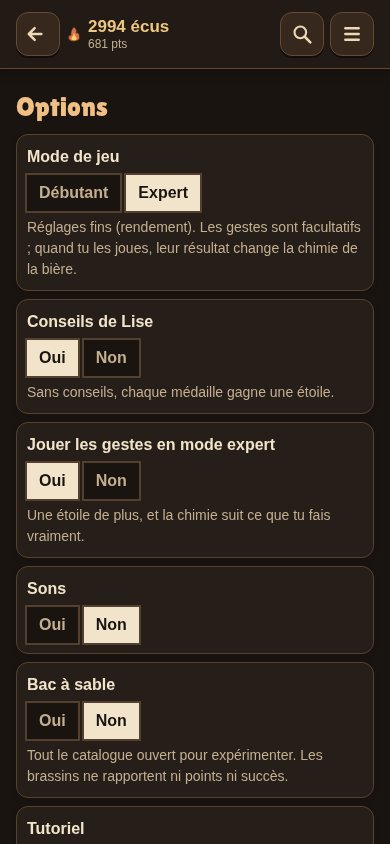 2994 écus
681 pts
Options
Mode de jeu
Débutant
Expert
Réglages fins (rendement). Les gestes sont facultatifs
; quand tu les joues, leur résultat change la chimie de
la bière.
Conseils de Lise
Oui
Non
Sans conseils, chaque médaille gagne une étoile.
Jouer les gestes en mode expert
Oui
Non
Une étoile de plus, et la chimie suit ce que tu fais
vraiment.
Sons
Oui
Non
Bac à sable
Oui
Non
Tout le catalogue ouvert pour expérimenter. Les
brassins ne rapportent ni points ni succès.
Tutoriel